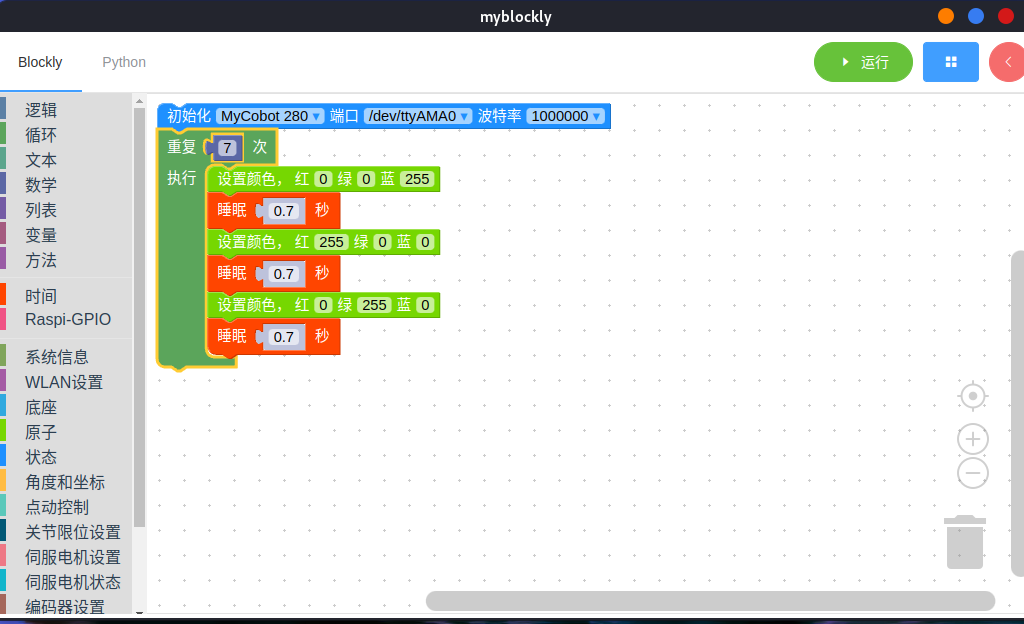 myblockly
Blockly
Python
运行
逻辑
循环
文本
数学
列表
变量
方法
时间
Raspi-GPIO
系统信息
WLAN设置
底座
原子
状态
角度和坐标
点动控制
关节限位设置
伺服电机设置
伺服电机状态
编码器设置
初始化 MyCobot 280 ▾ 端口 /dev/ttyAMA0 ▾ 波特率 1000000 ▾
重复 7 次
执行 设置颜色， 红 0 绿 0 蓝 255
睡眠 0.7 秒
设置颜色， 红 255 绿 0 蓝 0
睡眠 0.7 秒
设置颜色， 红 0 绿 255 蓝 0
睡眠 0.7 秒